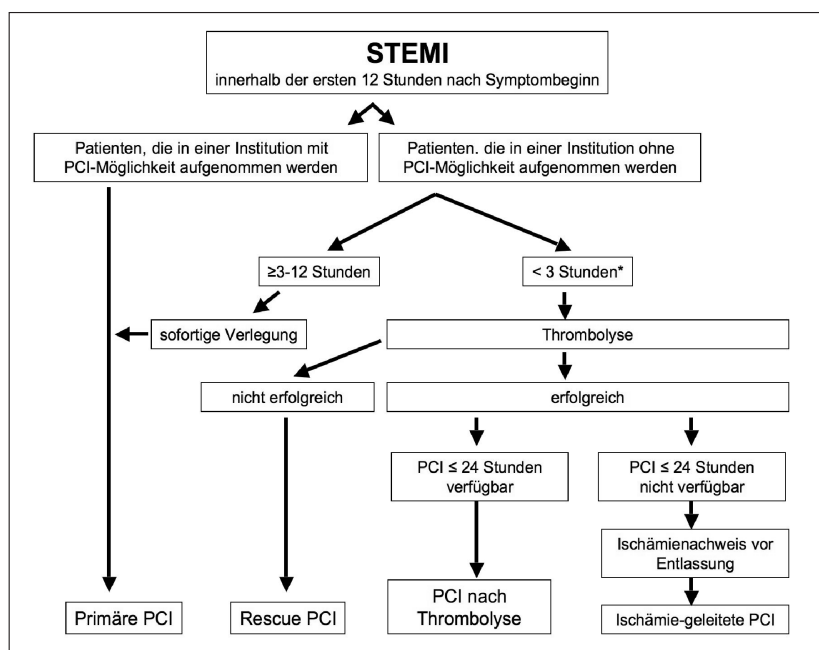 STEMI
innerhalb der ersten 12 Stunden nach Symptombeginn
Patienten, die in einer Institution mit
PCI-Möglichkeit aufgenommen werden
Patienten. die in einer Institution ohne
PCI-Möglichkeit aufgenommen werden
≥3-12 Stunden
< 3 Stunden*
sofortige Verlegung
Thrombolyse
nicht erfolgreich
erfolgreich
PCI ≤ 24 Stunden
verfügbar
PCI ≤ 24 Stunden
nicht verfügbar
Ischämienachweis vor
Entlassung
Primäre PCI
Rescue PCI
PCI nach
Thrombolyse
Ischämie-geleitete PCI